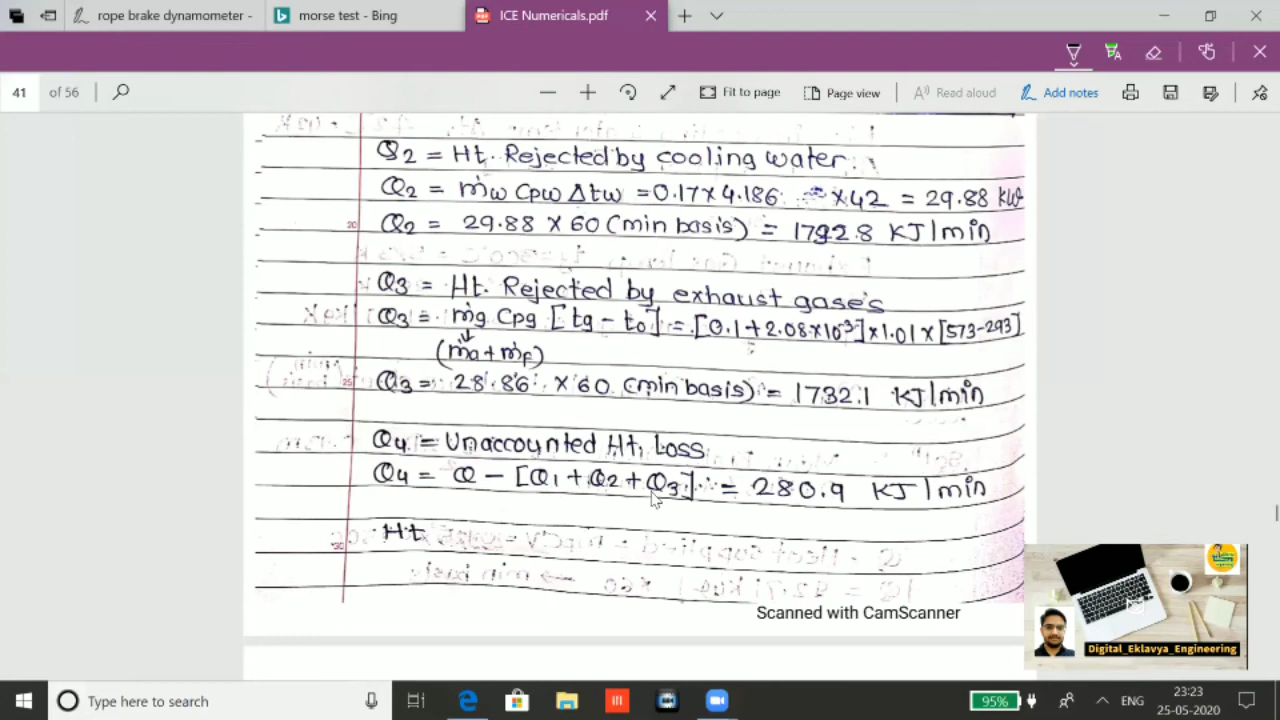 rope brake dynamometer -
morse test - Bing
ICE Numericals.pdf
41 of 56
Fit to page
Page view
Read aloud
Add notes
Q2 = Ht. Rejected by cooling water.
Q2 = ṁw Cpw Δtw = 0.17 x 4.186 x 42 = 29.88 kW
Q2 = 29.88 x 60 (min basis) = 1792.8 KJ/min
Q3 = Ht. Rejected by exhaust gases
Q3 = ṁg Cpg [tg - to] = [0.1 + 2.08 x 10⁻³] x 1.01 x [573-293]
(ṁa + ṁf)
Q3 = 28.86 x 60 (min basis) = 1732.1 KJ/min
Q4 = Unaccounted Ht. Loss
Q4 = Q - [Q1 + Q2 + Q3] = 280.9 KJ/min
Ht
Scanned with CamScanner
Digital_Eklavya_Engineering
Type here to search
95%
ENG
23:23
25-05-2020